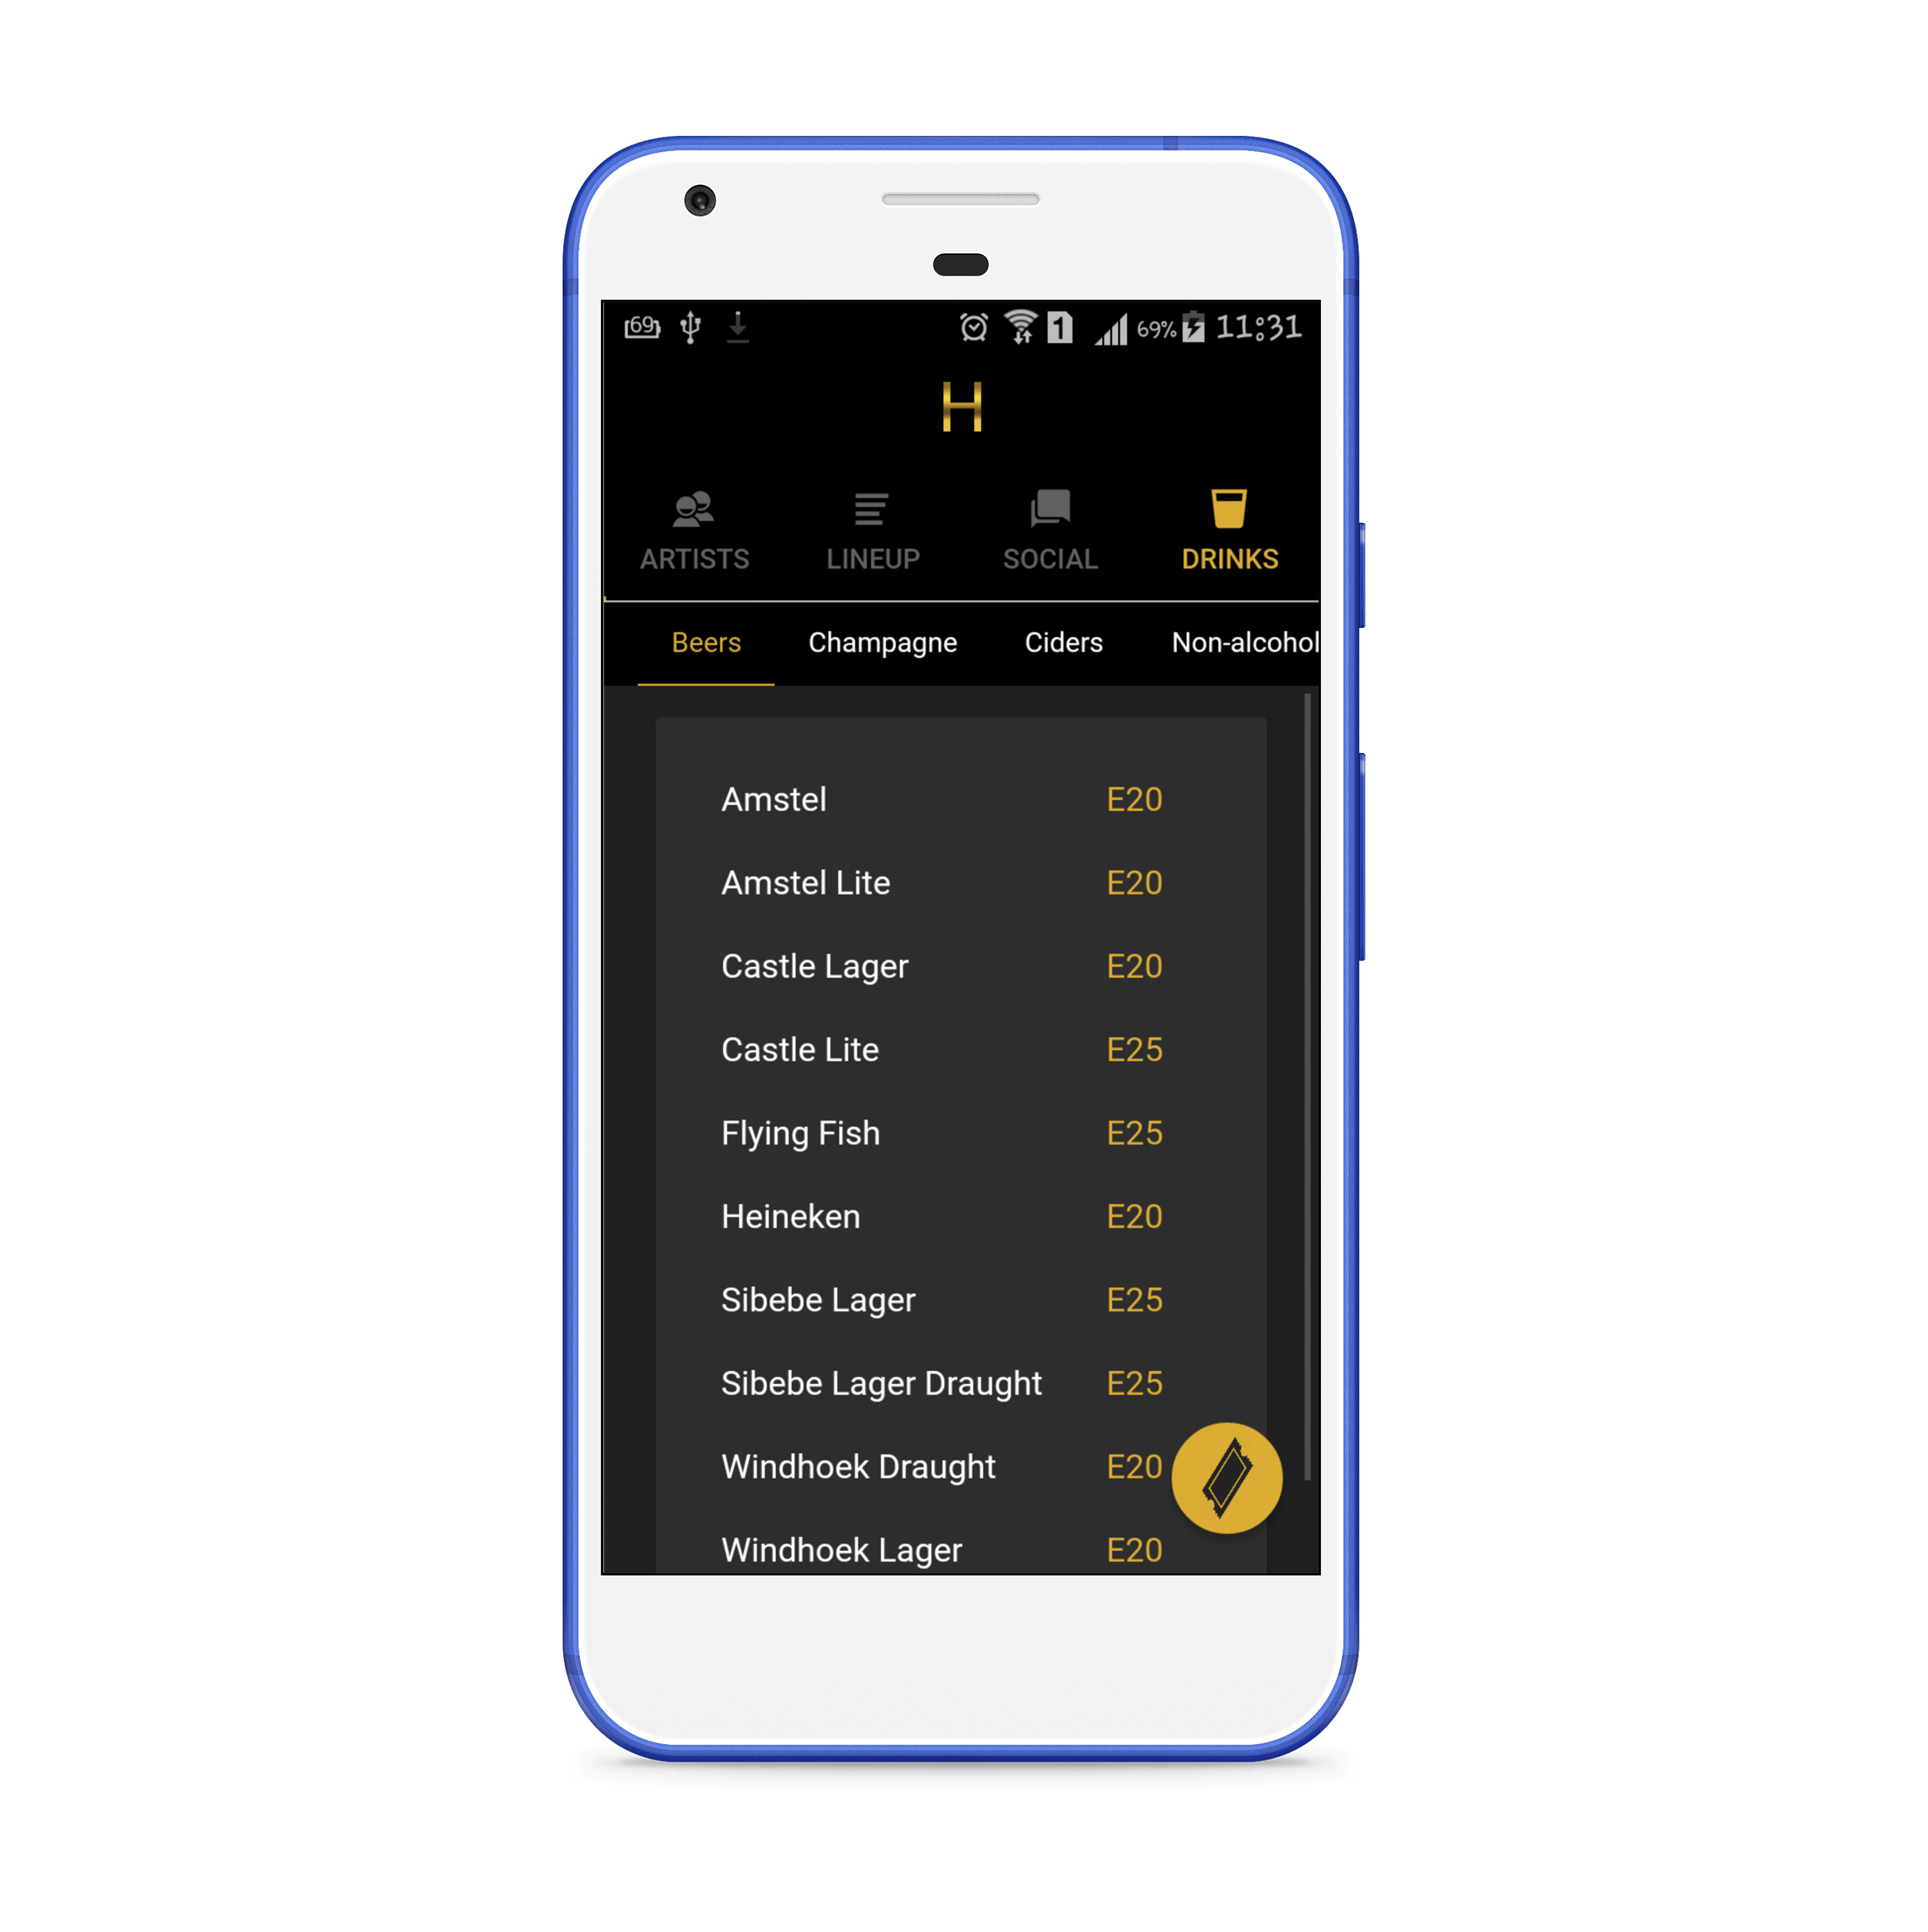 69 69% 11:31
H
ARTISTS LINEUP SOCIAL DRINKS
Beers Champagne Ciders Non-alcohol
Amstel E20
Amstel Lite E20
Castle Lager E20
Castle Lite E25
Flying Fish E25
Heineken E20
Sibebe Lager E25
Sibebe Lager Draught E25
Windhoek Draught E20
Windhoek Lager E20